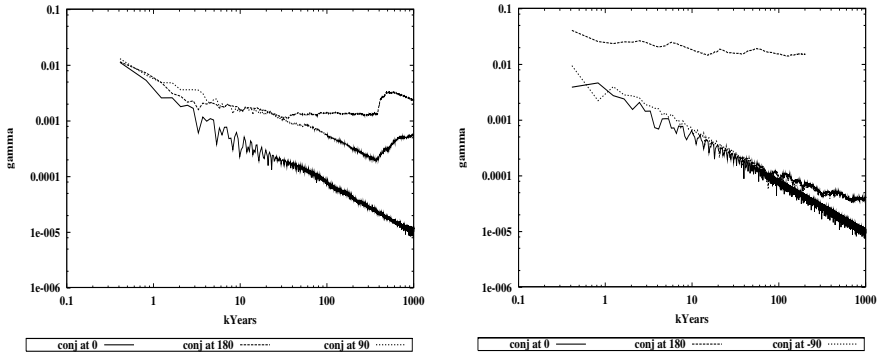 0.1
0.01
0.001
0.0001
1e-005
1e-006
gamma
0.1 1 10 100 1000
kYears
conj at 0 conj at 180 conj at 90
0.1
0.01
0.001
0.0001
1e-005
1e-006
gamma
0.1 1 10 100 1000
kYears
conj at 0 conj at 180 conj at -90